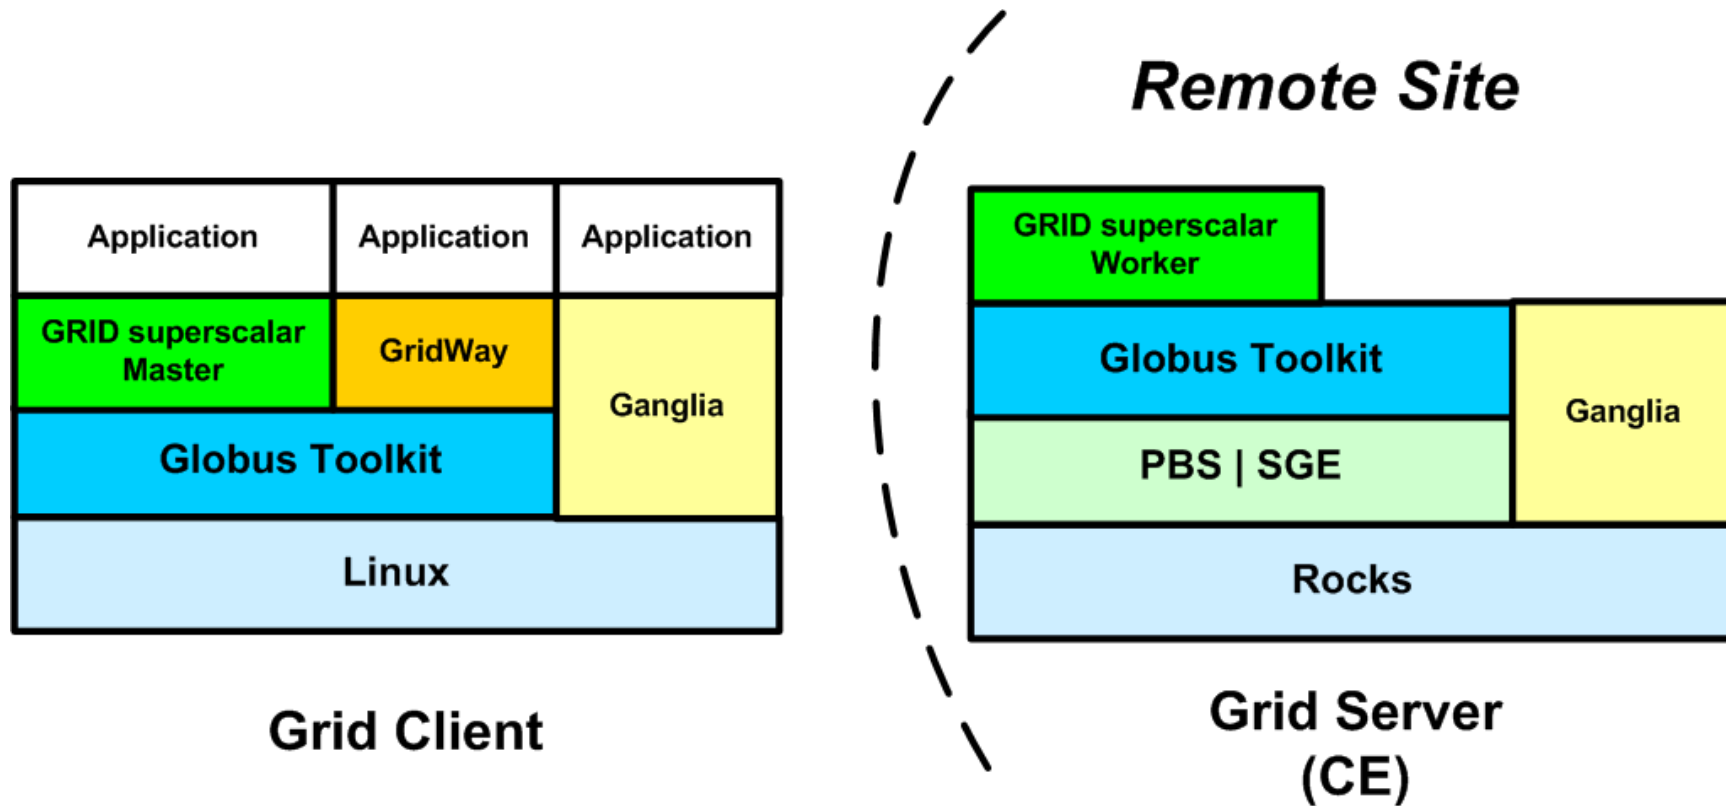 Remote Site
Application
Application
Application
GRID superscalar
Master
GridWay
Ganglia
Globus Toolkit
Linux
Grid Client
GRID superscalar
Worker
Globus Toolkit
Ganglia
PBS | SGE
Rocks
Grid Server
(CE)